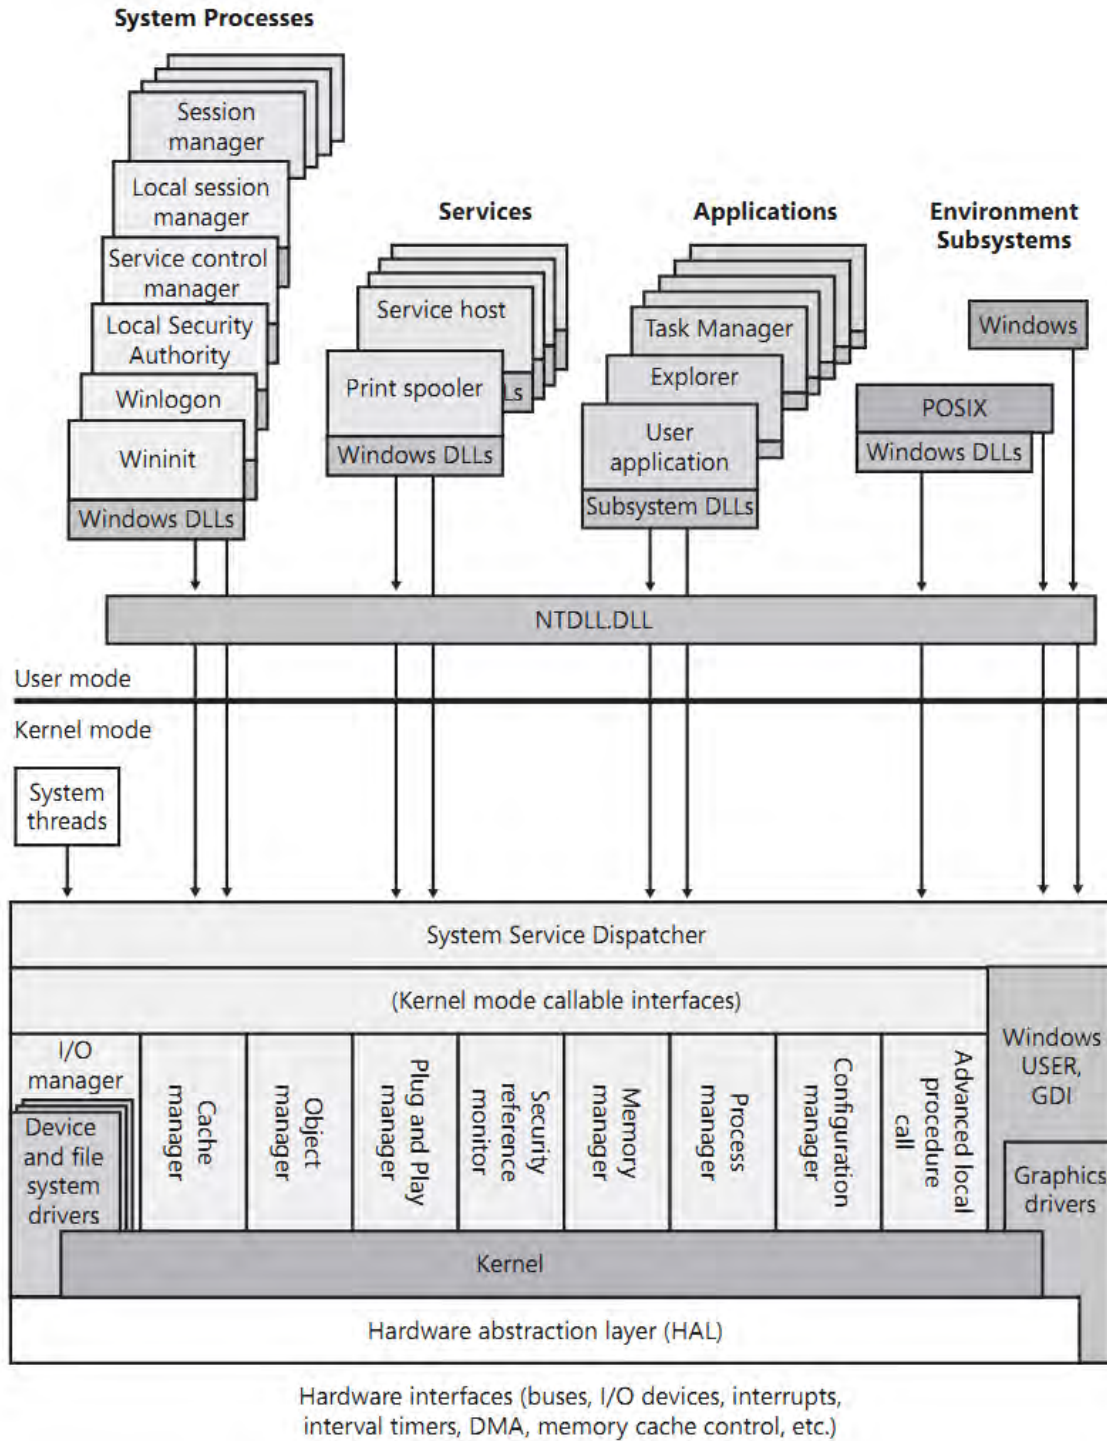 System Processes
Session
manager
Local session
manager
Service control
manager
Local Security
Authority
Winlogon
Wininit
Windows DLLs
Services
Service host
Print spooler
Ls
Windows DLLs
Applications
Task Manager
Explorer
User
application
Subsystem DLLs
Environment
Subsystems
Windows
POSIX
Windows DLLs
NTDLL.DLL
User mode
Kernel mode
System
threads
System Service Dispatcher
(Kernel mode callable interfaces)
I/O
manager
Device
and file
system
drivers
Cache
manager
Object
manager
Plug and Play
manager
Security
reference
monitor
Memory
manager
Process
manager
Configuration
manager
Advanced local
procedure
call
Windows
USER,
GDI
Graphics
drivers
Kernel
Hardware abstraction layer (HAL)
Hardware interfaces (buses, I/O devices, interrupts,
interval timers, DMA, memory cache control, etc.)